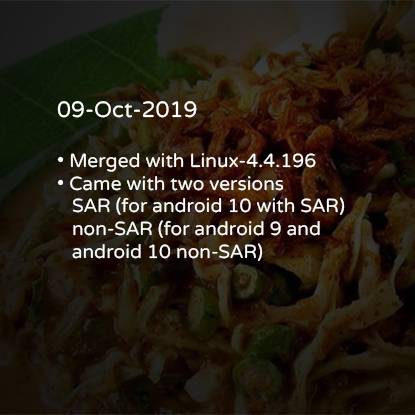 09-Oct-2019
• Merged with Linux-4.4.196
• Came with two versions
SAR (for android 10 with SAR)
non-SAR (for android 9 and
android 10 non-SAR)